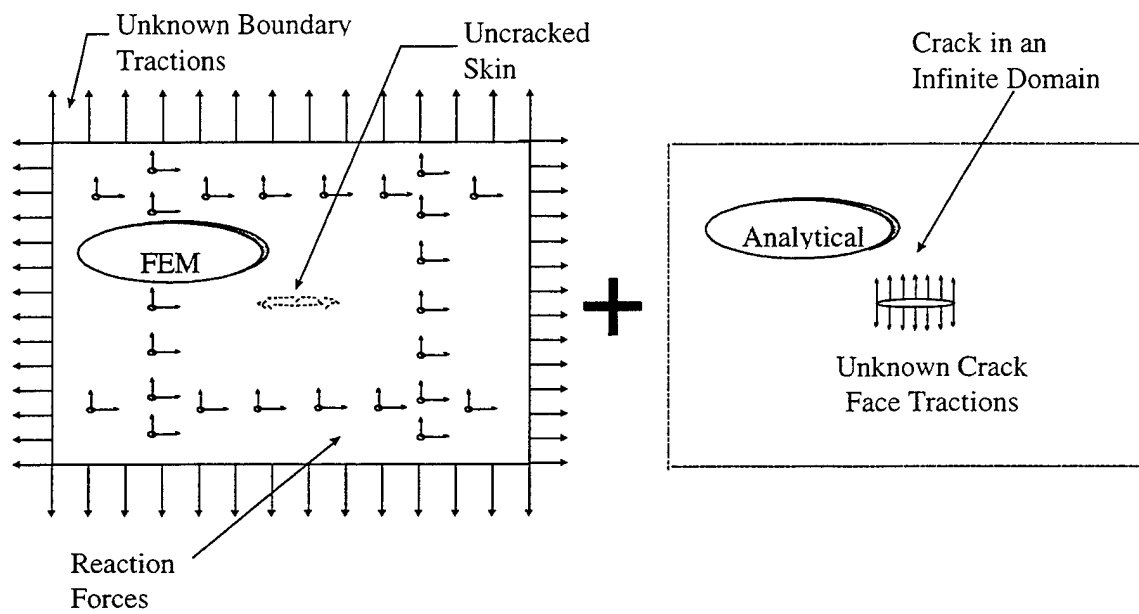 Unknown Boundary
Tractions
Uncracked
Skin
Crack in an
Infinite Domain
FEM
Analytical
Unknown Crack
Face Tractions
Reaction
Forces